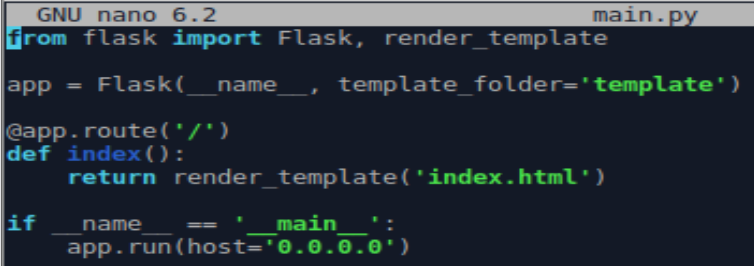 GNU nano 6.2 main.py
from flask import Flask, render_template
app = Flask(__name__, template_folder='template')
@app.route('/')
def index():
    return render_template('index.html')
if __name__ == '__main__':
    app.run(host='0.0.0.0')